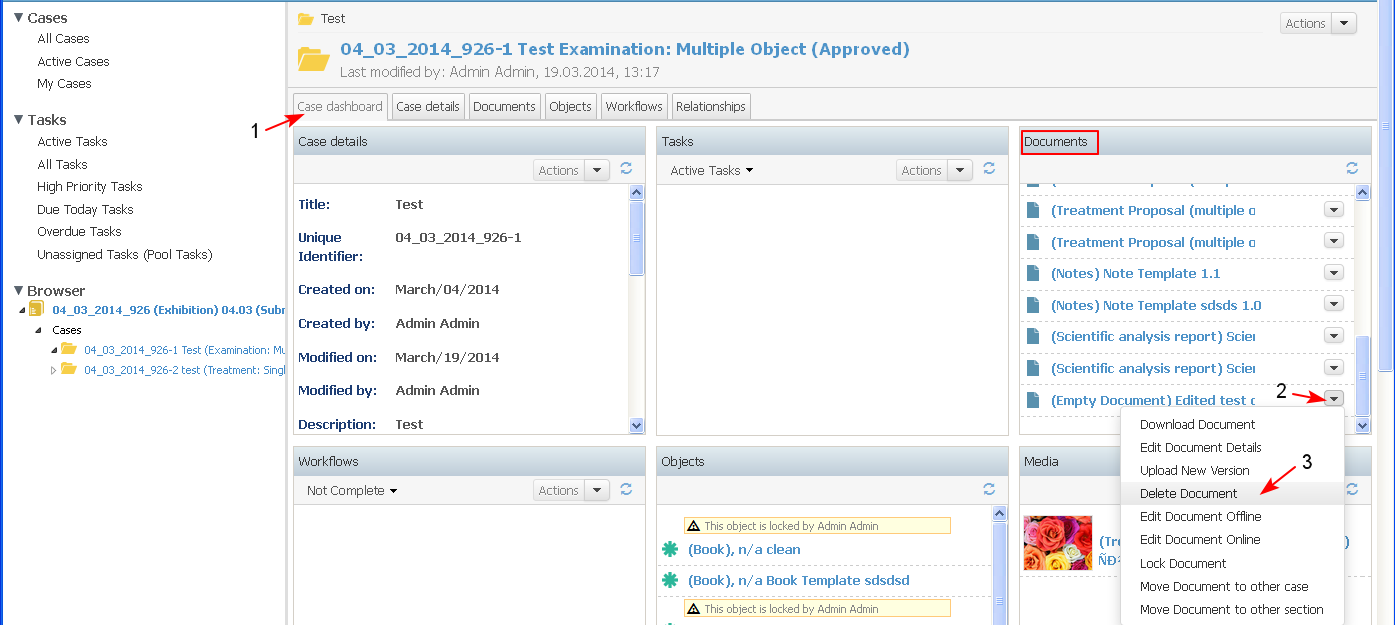 Cases
All Cases
Active Cases
My Cases
Tasks
Active Tasks
All Tasks
High Priority Tasks
Due Today Tasks
Overdue Tasks
Unassigned Tasks (Pool Tasks)
Browser
04_03_2014_926 (Exhibition) 04.03 (Subr
Cases
04_03_2014_926-1 Test (Examination: Mu
04_03_2014_926-2 test (Treatment: Singl
Test
Actions
04_03_2014_926-1 Test Examination: Multiple Object (Approved)
Last modified by: Admin Admin, 19.03.2014, 13:17
Case dashboard Case details Documents Objects Workflows Relationships
1
Case details
Actions
Title: Test
Unique Identifier: 04_03_2014_926-1
Created on: March/04/2014
Created by: Admin Admin
Modified on: March/19/2014
Modified by: Admin Admin
Description: Test
Tasks
Active Tasks Actions
Documents
(Treatment Proposal (multiple o
(Treatment Proposal (multiple o
(Notes) Note Template 1.1
(Notes) Note Template sdsds 1.0
(Scientific analysis report) Scier
(Scientific analysis report) Scier
(Empty Document) Edited test d
2
Download Document
Edit Document Details
Upload New Version
Delete Document
3
Edit Document Offline
Edit Document Online
Lock Document
Move Document to other case
Move Document to other section
Workflows
Not Complete Actions
Objects
This object is locked by Admin Admin
(Book), n/a clean
(Book), n/a Book Template sdsdsd
This object is locked by Admin Admin
Media
(Tre
)